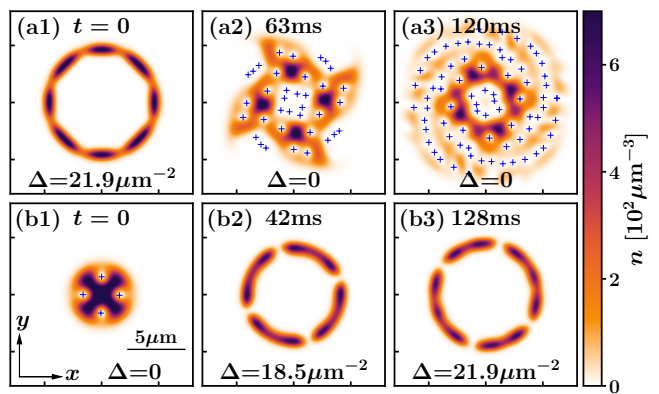 (a1) t = 0
(a2) 63ms
(a3) 120ms
Δ=21.9μm⁻²
Δ=0
Δ=0
(b1) t = 0
(b2) 42ms
(b3) 128ms
y
5μm
x
Δ=0
Δ=18.5μm⁻²
Δ=21.9μm⁻²
6
4
2
0
n [10²μm⁻³]